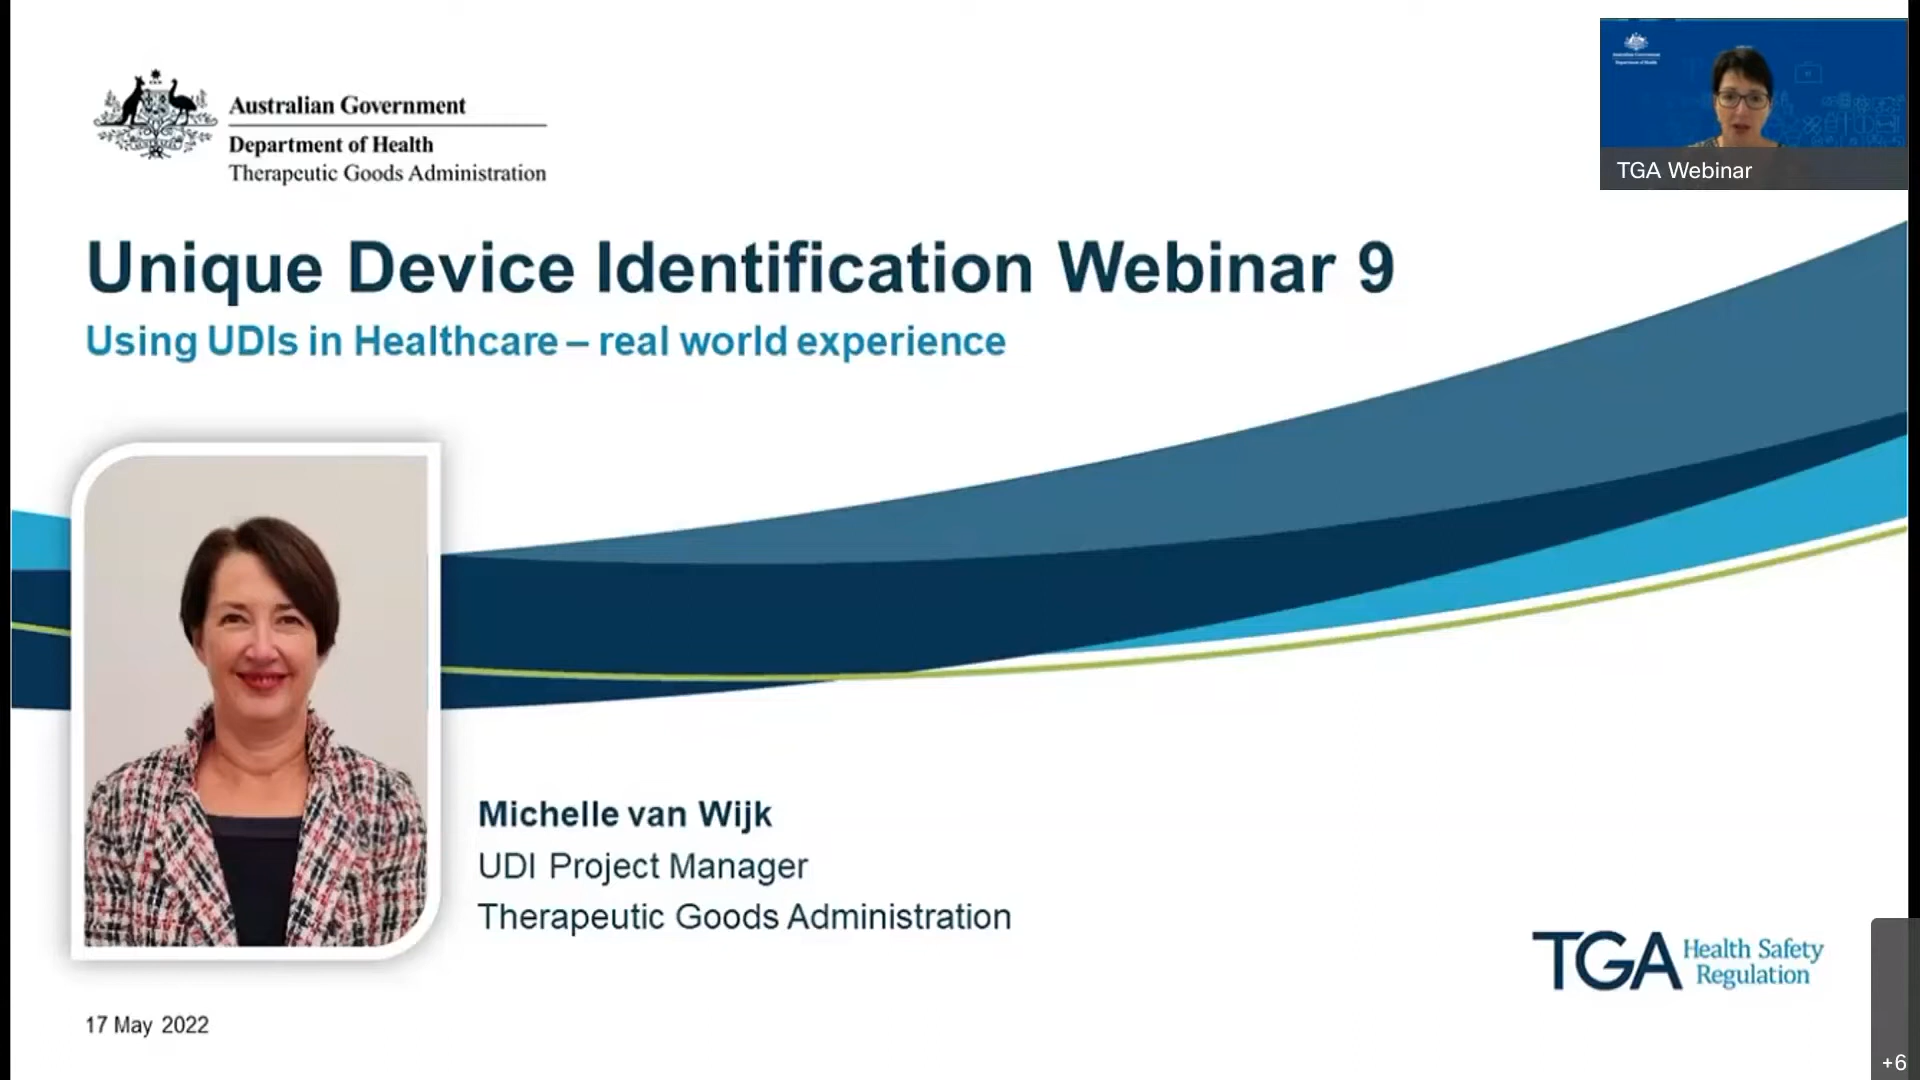 Australian Government
Department of Health
Therapeutic Goods Administration
TGA Webinar
Unique Device Identification Webinar 9
Using UDIs in Healthcare – real world experience
Michelle van Wijk
UDI Project Manager
Therapeutic Goods Administration
TGA Health Safety
Regulation
17 May 2022
+6